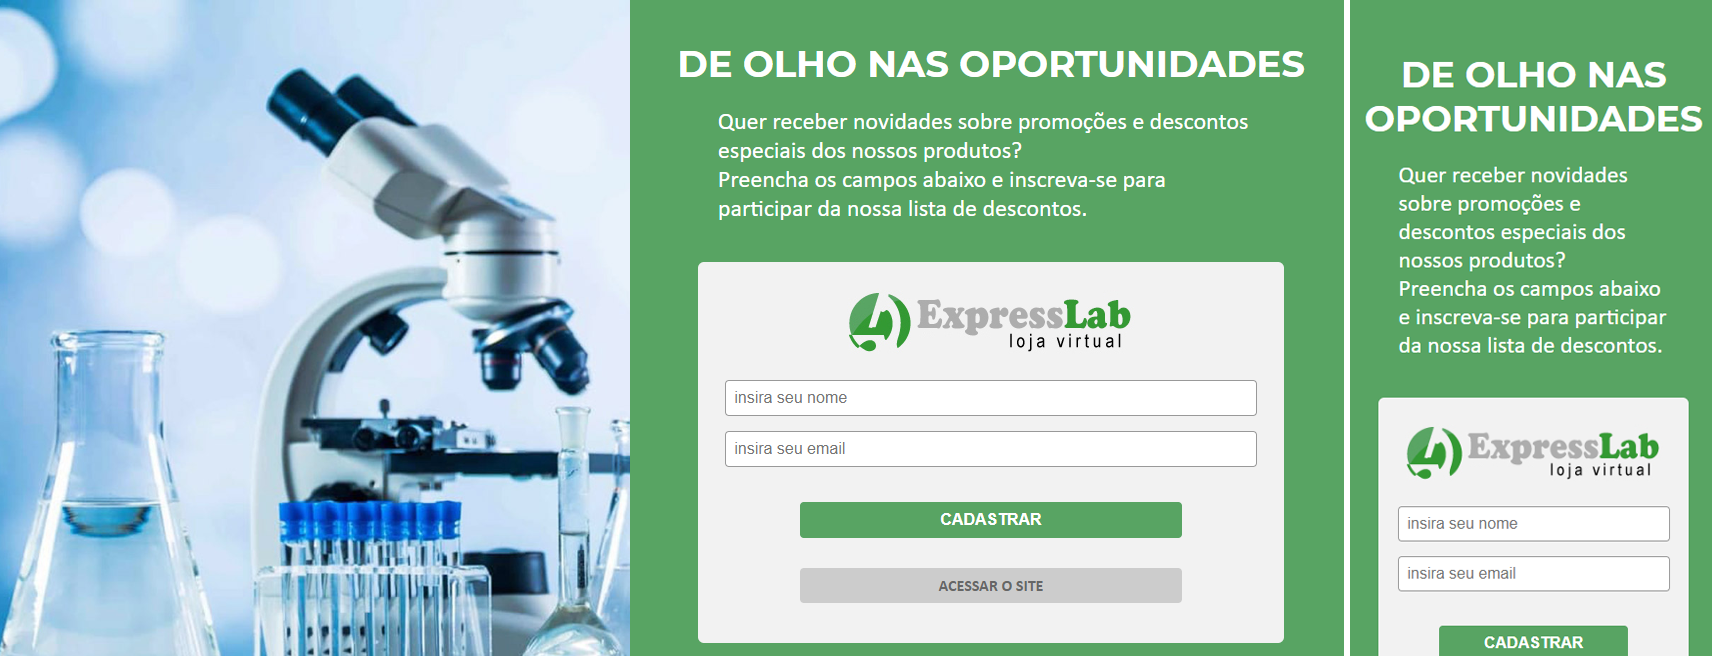 DE OLHO NAS OPORTUNIDADES
Quer receber novidades sobre promoções e descontos
especiais dos nossos produtos?
Preencha os campos abaixo e inscreva-se para
participar da nossa lista de descontos.
ExpressLab
loja virtual
insira seu nome
insira seu email
CADASTRAR
ACESSAR O SITE
DE OLHO NAS
OPORTUNIDADES
Quer receber novidades
sobre promoções e
descontos especiais dos
nossos produtos?
Preencha os campos abaixo
e inscreva-se para participar
da nossa lista de descontos.
ExpressLab
loja virtual
insira seu nome
insira seu email
CADASTRAR